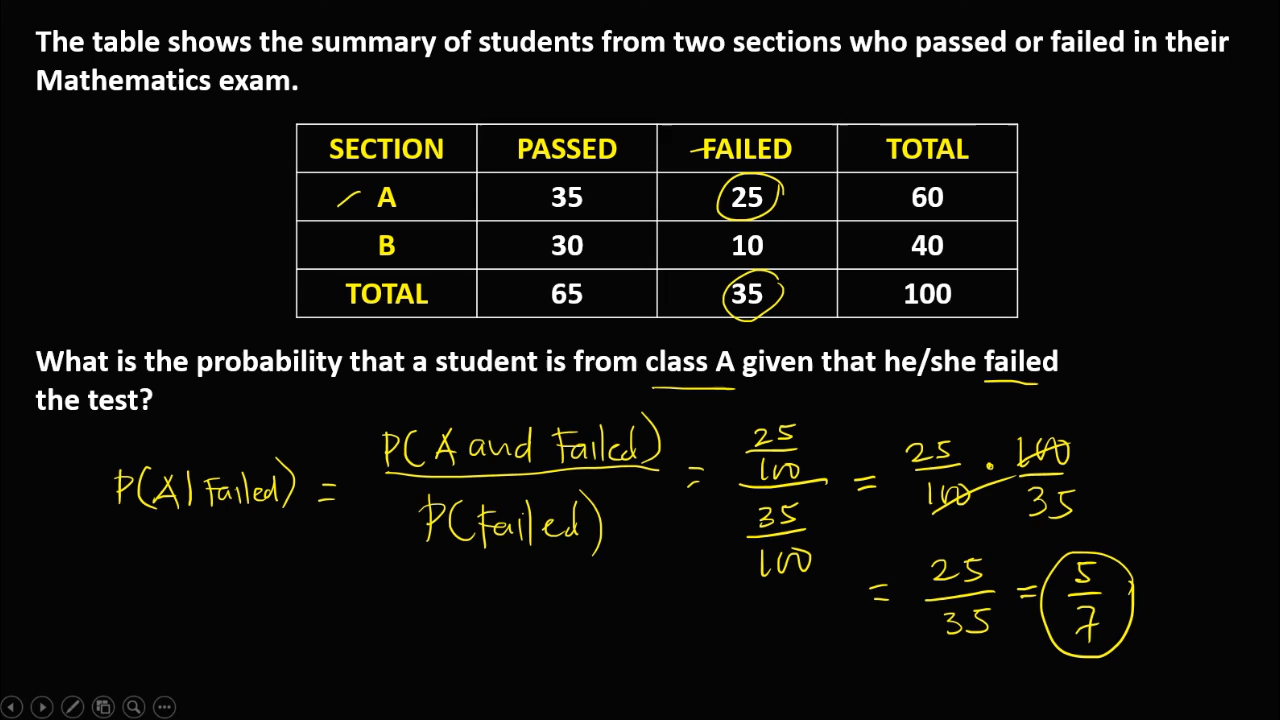 The table shows the summary of students from two sections who passed or failed in their
Mathematics exam.
SECTION PASSED FAILED TOTAL
A 35 25 60
B 30 10 40
TOTAL 65 35 100
What is the probability that a student is from class A given that he/she failed
the test?
P(A|Failed) = P(A and Failed) / P(Failed) = 25/100 / 35/100 = 25/100 · 100/35
= 25/35 = 5/7